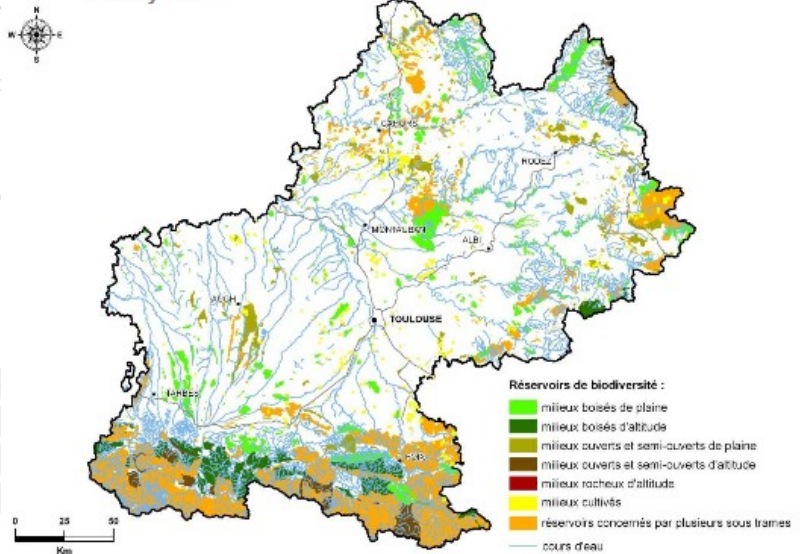 N
W E
S
CAHORS
RODEZ
MONTAUBAN
ALBI
AUCH
TOULOUSE
TARBES
FOIX
Réservoirs de biodiversité :
milieux boisés de plaine
milieux boisés d'altitude
milieux ouverts et semi-ouverts de plaine
milieux ouverts et semi-ouverts d'altitude
milieux rocheux d'altitude
milieux cultivés
réservoirs concernés par plusieurs sous trames
cours d'eau
0 25 50
Km